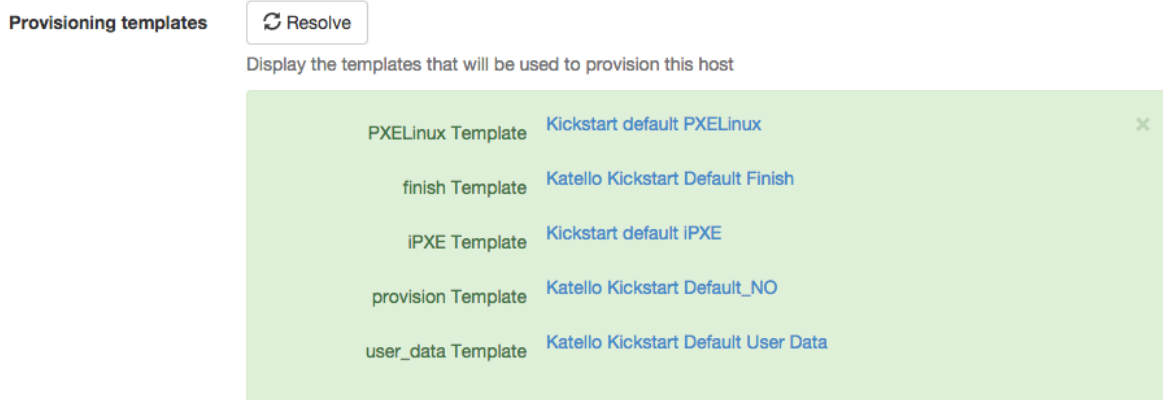 Provisioning templates Resolve
Display the templates that will be used to provision this host
PXELinux Template Kickstart default PXELinux
finish Template Katello Kickstart Default Finish
iPXE Template Kickstart default iPXE
provision Template Katello Kickstart Default_NO
user_data Template Katello Kickstart Default User Data